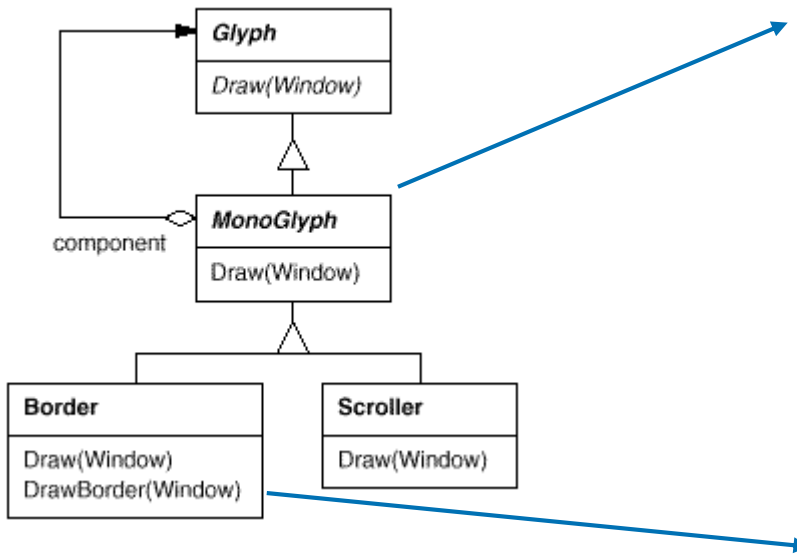 Glyph
Draw(Window)
component
MonoGlyph
Draw(Window)
Border
Draw(Window)
DrawBorder(Window)
Scroller
Draw(Window)